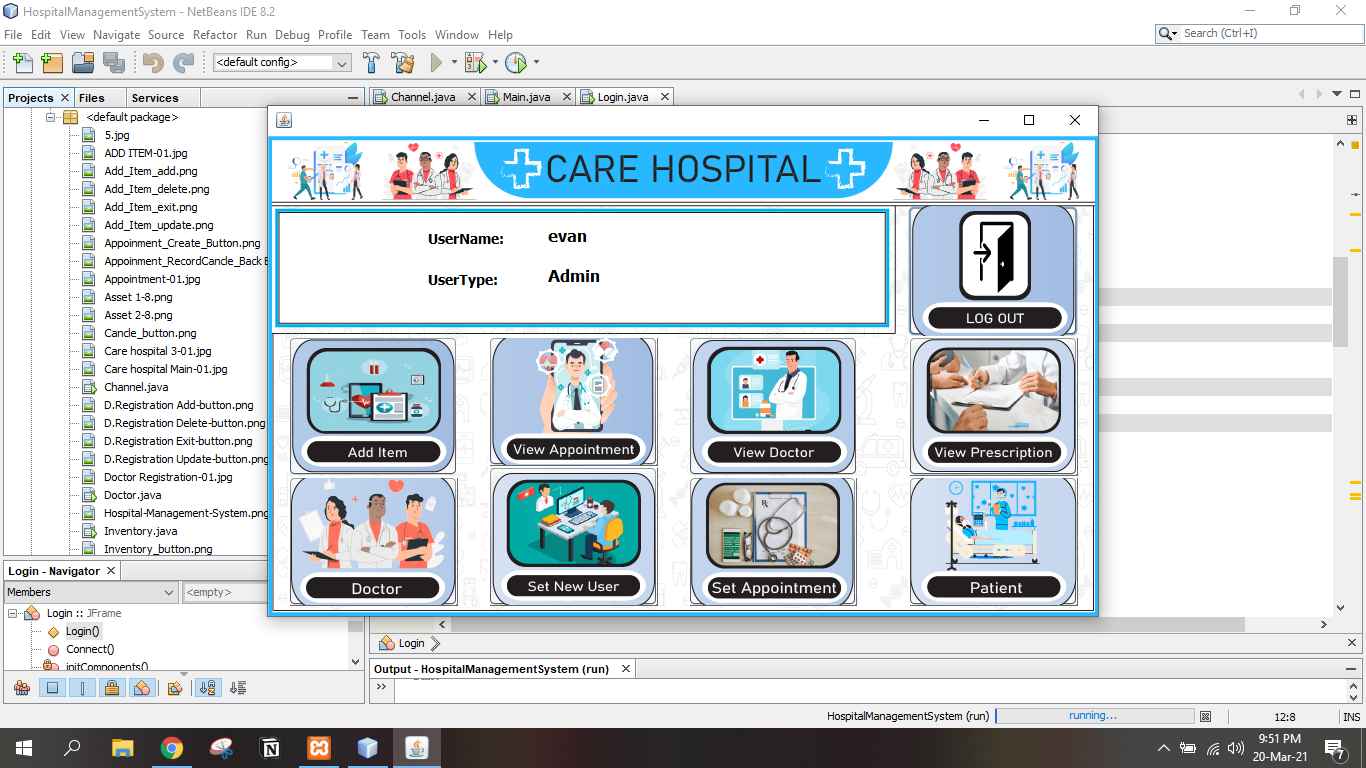 HospitalManagementSystem - NetBeans IDE 8.2
File Edit View Navigate Source Refactor Run Debug Profile Team Tools Window Help
Search (Ctrl+I)
<default config>
Projects Files Services
Channel.java Main.java Login.java
<default package>
5.jpg
ADD ITEM-01.jpg
Add_Item_add.png
Add_Item_delete.png
Add_Item_exit.png
Add_Item_update.png
Appoinment_Create_Button.png
Appoinment_RecordCancle_Back B
Appointment-01.jpg
Asset 1-8.png
Asset 2-8.png
Cancle_button.png
Care hospital 3-01.jpg
Care hospital Main-01.jpg
Channel.java
D.Registration Add-button.png
D.Registration Delete-button.png
D.Registration Exit-button.png
D.Registration Update-button.png
Doctor Registration-01.jpg
Doctor.java
Hospital-Management-System.png
Inventory.java
Inventory_button.png
CARE HOSPITAL
UserName: evan
UserType: Admin
LOG OUT
Add Item View Appointment View Doctor View Prescription
Doctor Set New User Set Appointment Patient
Login - Navigator
Members <empty>
Login :: JFrame
Login()
Connect()
initComponents()
Login
Output - HospitalManagementSystem (run)
HospitalManagementSystem (run) running... 12:8 INS
9:51 PM
20-Mar-21
7